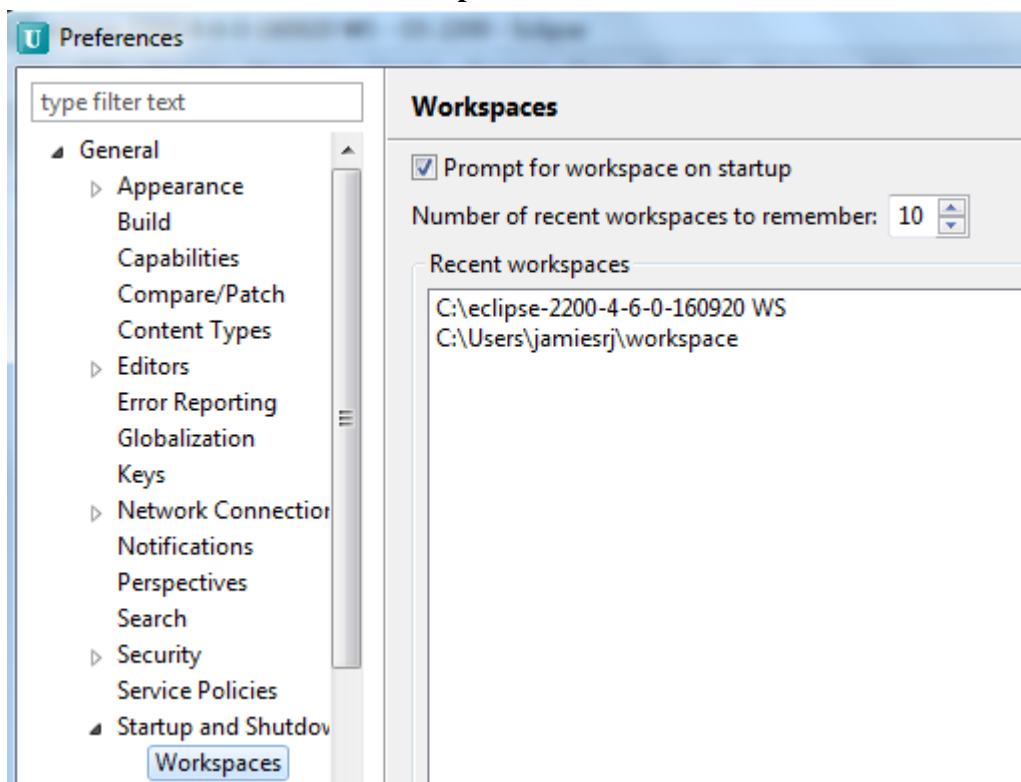 U Preferences
type filter text
General
Appearance
Build
Capabilities
Compare/Patch
Content Types
Editors
Error Reporting
Globalization
Keys
Network Connection
Notifications
Perspectives
Search
Security
Service Policies
Startup and Shutdow
Workspaces
Workspaces
Prompt for workspace on startup
Number of recent workspaces to remember: 10
Recent workspaces
C:\eclipse-2200-4-6-0-160920 WS
C:\Users\jamiesrj\workspace